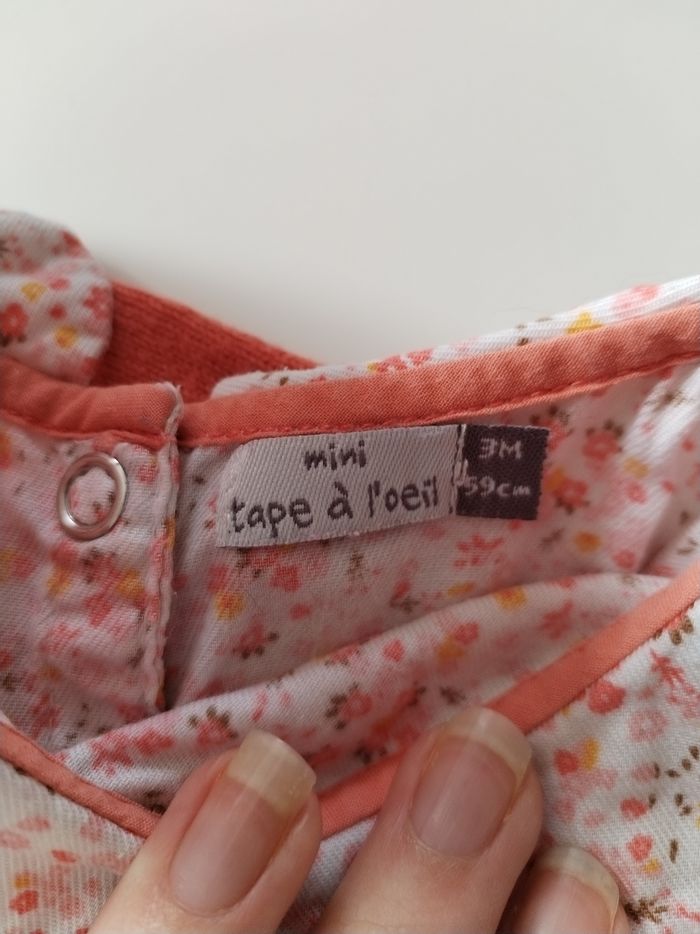 mini
tape à l'oeil
3M
59cm